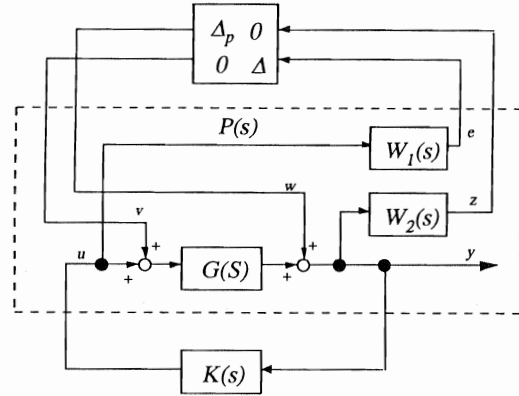 Δp 0
0 Δ
P(s)
e
W1(s)
w
z
W2(s)
v
u
+
+
G(S)
+
+
y
K(s)